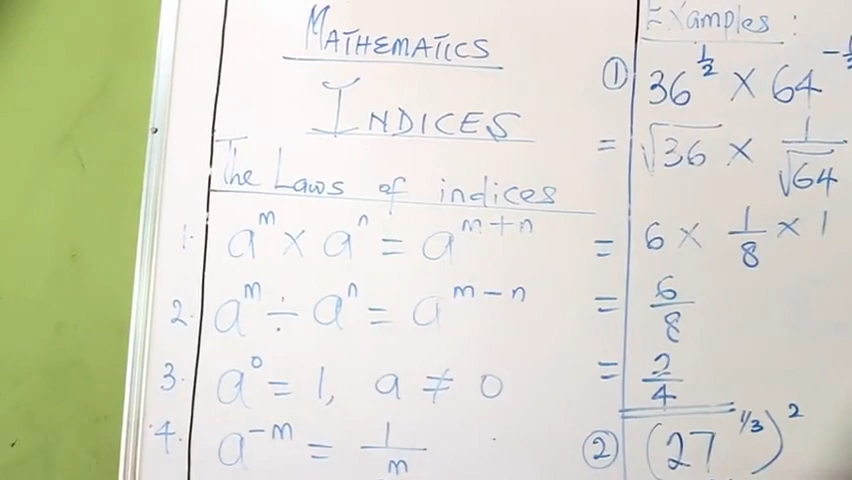 MATHEMATICS
INDICES
The Laws of indices
1. a^m × a^n = a^(m+n)
2. a^m ÷ a^n = a^(m-n)
3. a^0 = 1, a ≠ 0
4. a^-m = 1/m
Examples:
① 36^(1/2) × 64
= √36 × 1/√64
= 6 × 1/8 × 1
= 6/8
= 2/4
② (27^(1/3))^2